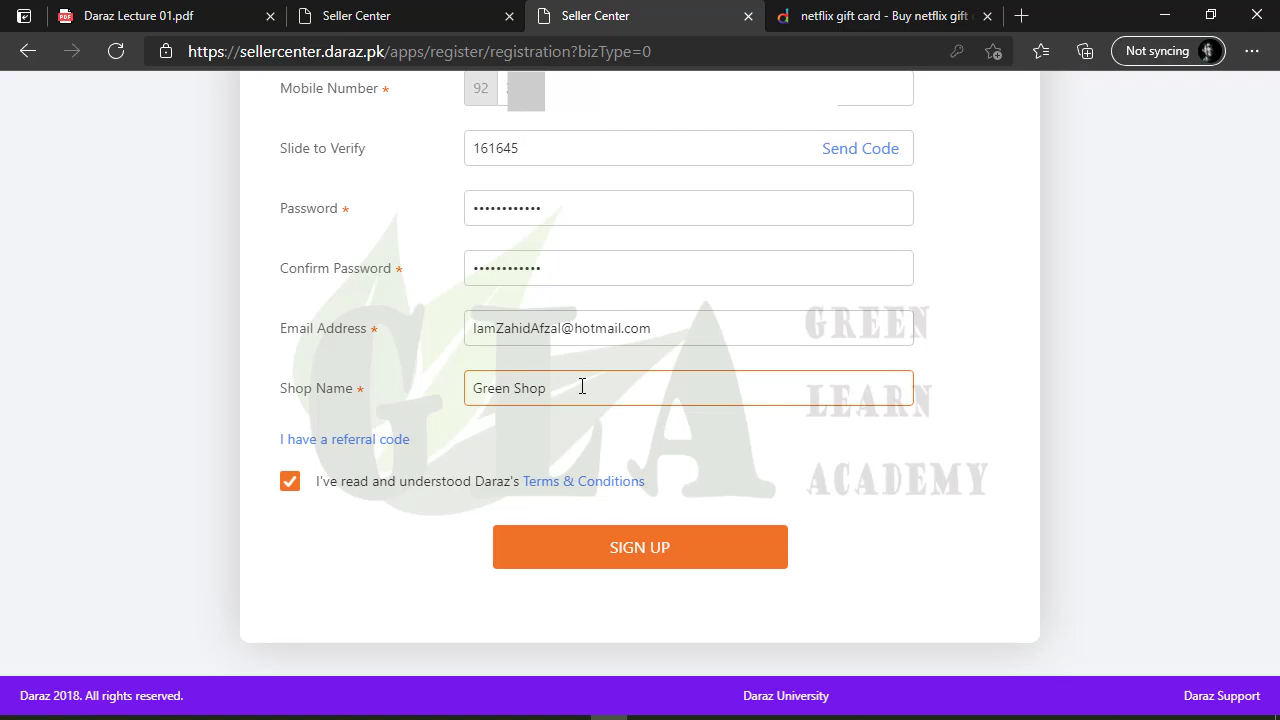 Daraz Lecture 01.pdf
Seller Center
Seller Center
netflix gift card - Buy netflix gift
https://sellercenter.daraz.pk/apps/register/registration?bizType=0
Not syncing
Mobile Number *
92
Slide to Verify
161645
Send Code
Password *
••••••••••••
Confirm Password *
••••••••••••
Email Address *
IamZahidAfzal@hotmail.com
Shop Name *
Green Shop
I have a referral code
I've read and understood Daraz's Terms & Conditions
SIGN UP
GLA
GREEN
LEARN
ACADEMY
Daraz 2018. All rights reserved.
Daraz University
Daraz Support